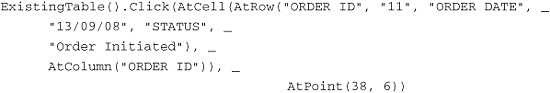 ExistingTable().Click(AtCell(AtRow("ORDER ID", "11", "ORDER DATE", _
"13/09/08", "STATUS", _
"Order Initiated"), _
AtColumn("ORDER ID")), _
AtPoint(38, 6))